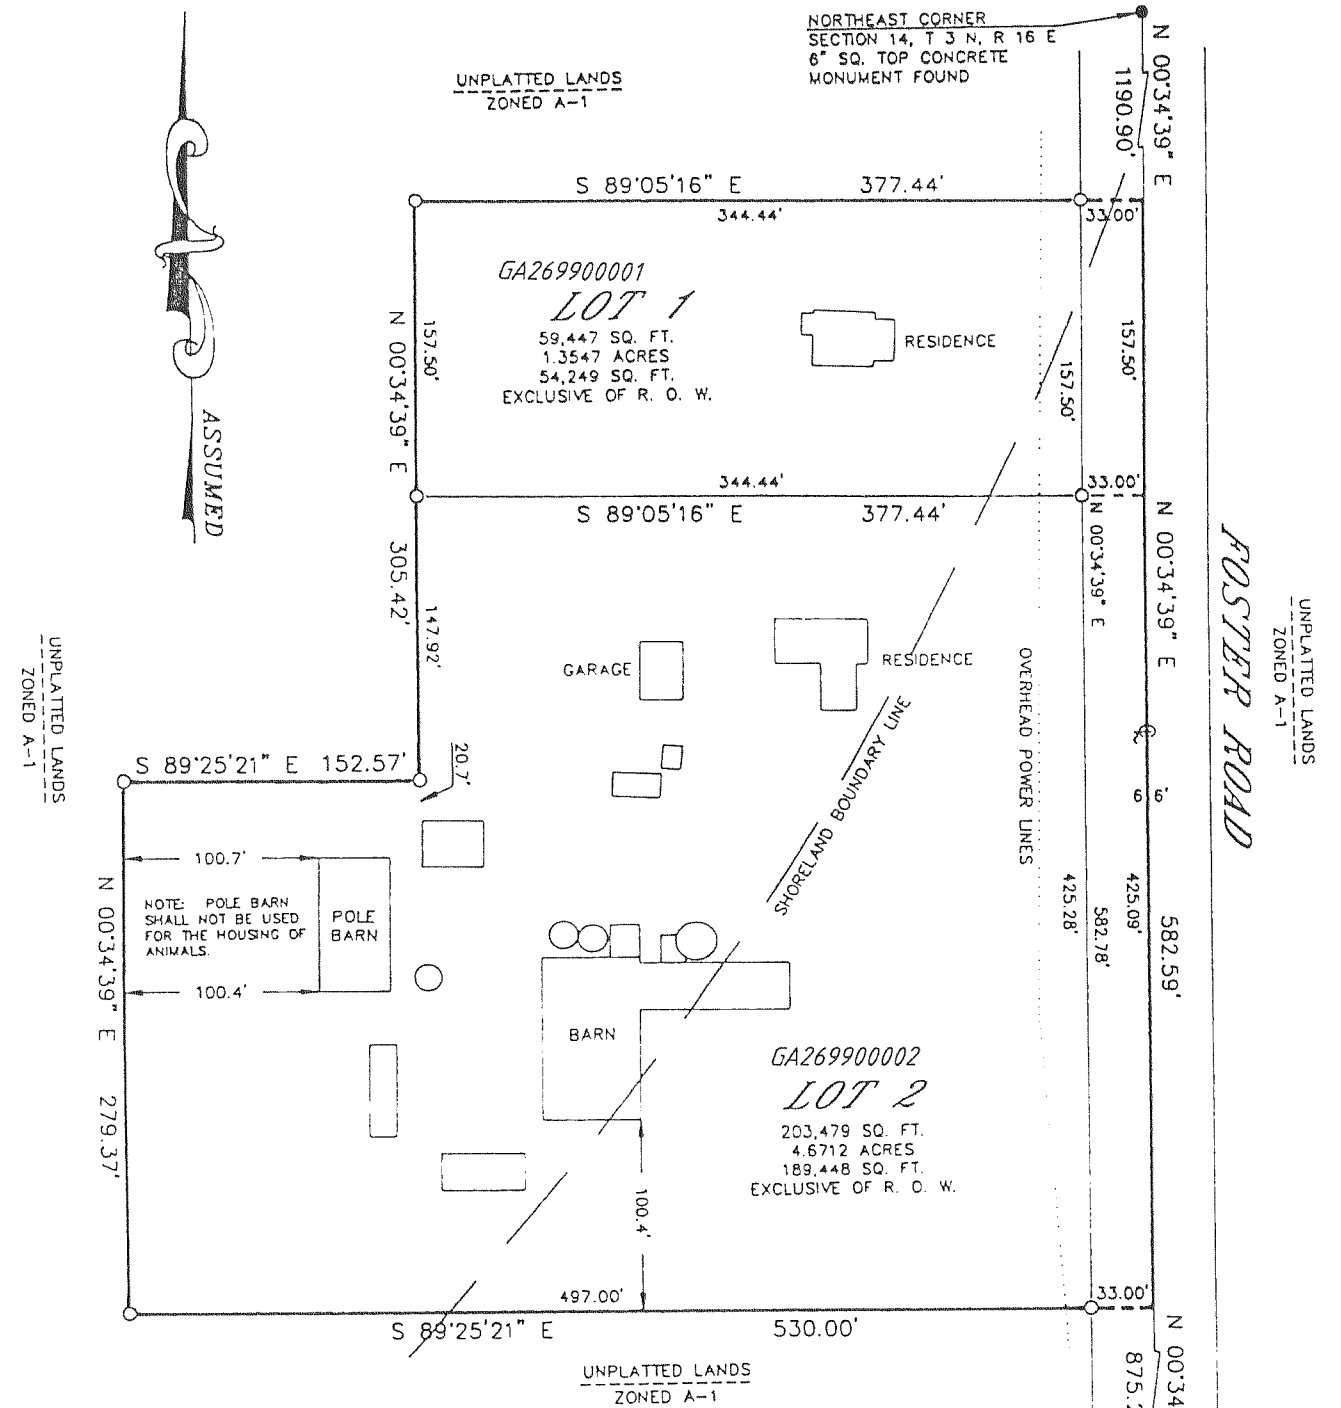 NORTHEAST CORNER
SECTION 14, T 3 N, R 16 E
6" SQ. TOP CONCRETE
MONUMENT FOUND
N 00°34'39" E
1190.90'
UNPLATTED LANDS
ZONED A-1
S 89°05'16" E 377.44'
344.44'
33.00'
GA269900001
LOT 1
59,447 SQ. FT.
1.3547 ACRES
54,249 SQ. FT.
EXCLUSIVE OF R. O. W.
RESIDENCE
157.50'
N 00°34'39" E
157.50'
157.50'
ASSUMED
344.44'
33.00'
S 89°05'16" E 377.44'
N 00°34'39" E
N 00°34'39" E
FOSTER ROAD
UNPLATTED LANDS
ZONED A-1
305.42'
147.92'
GARAGE
RESIDENCE
SHORELAND BOUNDARY LINE
OVERHEAD POWER LINES
UNPLATTED LANDS
ZONED A-1
S 89°25'21" E 152.57'
20.7'
6' 6'
100.7'
NOTE: POLE BARN
SHALL NOT BE USED
FOR THE HOUSING OF
ANIMALS.
POLE
BARN
100.4'
425.28'
582.78'
425.09'
582.59'
N 00°34'39" E 279.37'
BARN
GA269900002
LOT 2
203,479 SQ. FT.
4.6712 ACRES
189,448 SQ. FT.
EXCLUSIVE OF R. O. W.
100.4'
497.00'
33.00'
S 89°25'21" E 530.00'
N 00°34
875.
UNPLATTED LANDS
ZONED A-1